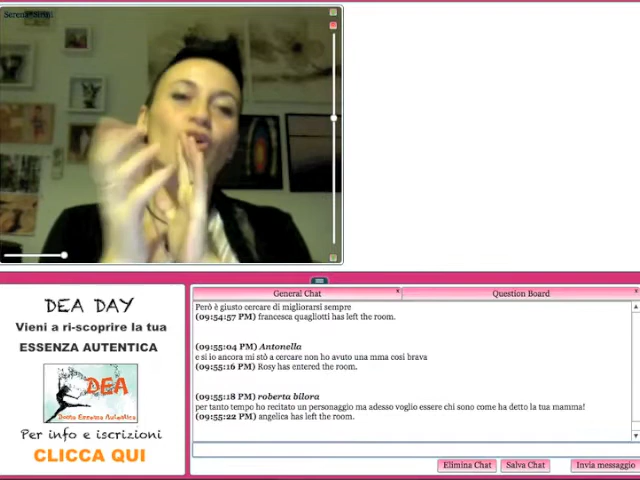 Serena
DEA DAY
Vieni a ri-scoprire la tua
ESSENZA AUTENTICA
DEA
Donna Essenza Autentica
Per info e iscrizioni
CLICCA QUI
General Chat
Question Board
Però è giusto cercare di migliorarsi sempre
(09:54:57 PM) francesca quagliotti has left the room.
(09:55:04 PM) Antonella
e si io ancora mi stò a cercare non ho avuto una mma cosi brava
(09:55:16 PM) Rosy has entered the room.
(09:55:18 PM) roberta bilora
per tanto tempo ho recitato un personaggio ma adesso voglio essere chi sono come ha detto la tua mamma!
(09:55:22 PM) angelica has left the room.
Elimina Chat
Salva Chat
Invia messaggio